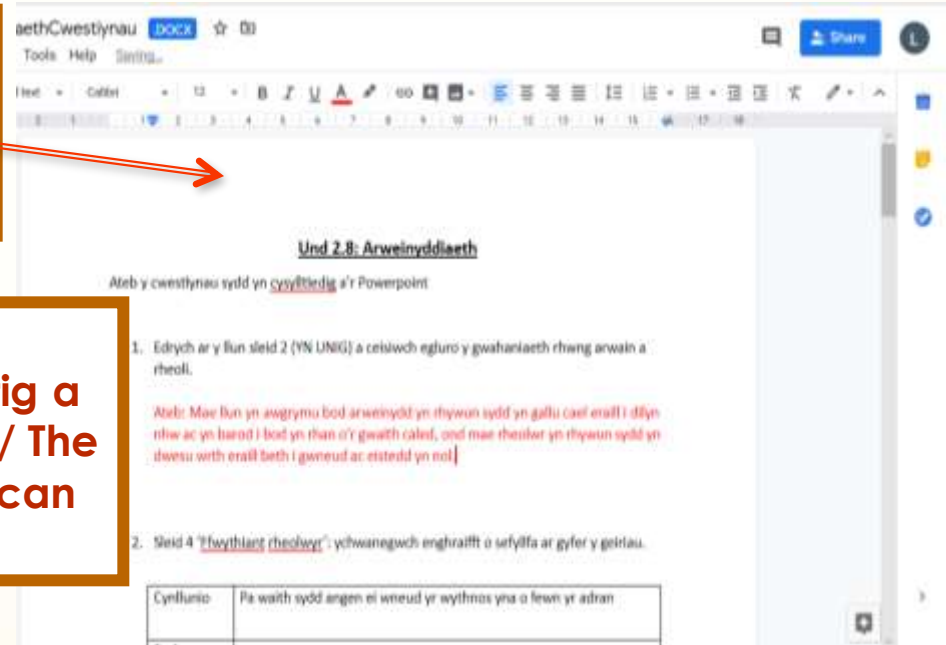 aethCwestiynau .DOCX
Tools Help Saving...
text Calibri 12 B I U A
Share L
Und 2.8: Arweinyddiaeth
Ateb y cwestiynau sydd yn cysylltiedig a'r Powerpoint
1. Edrych ar y llun sleid 2 (YN UNIG) a ceisiwch egluro y gwahaniaeth rhwng arwain a
rheoli.
Ateb: Mae llun yn awgrymu bod arweinydd yn rhywun sydd yn gallu cael eraill i dilyn
nhw ac yn barod i bod yn rhan o'r gwaith caled, ond mae rheolwr yn rhywun sydd yn
dwesu wrth eraill beth i gwneud ac eistedd yn nol.
ig a
/ The
can
2. Sleid 4 'Ffwythiant rheolwyr': ychwanegwch enghraifft o sefyllfa ar gyfer y geiriau.
Cynllunio Pa waith sydd angen ei wneud yr wythnos yna o fewn yr adran